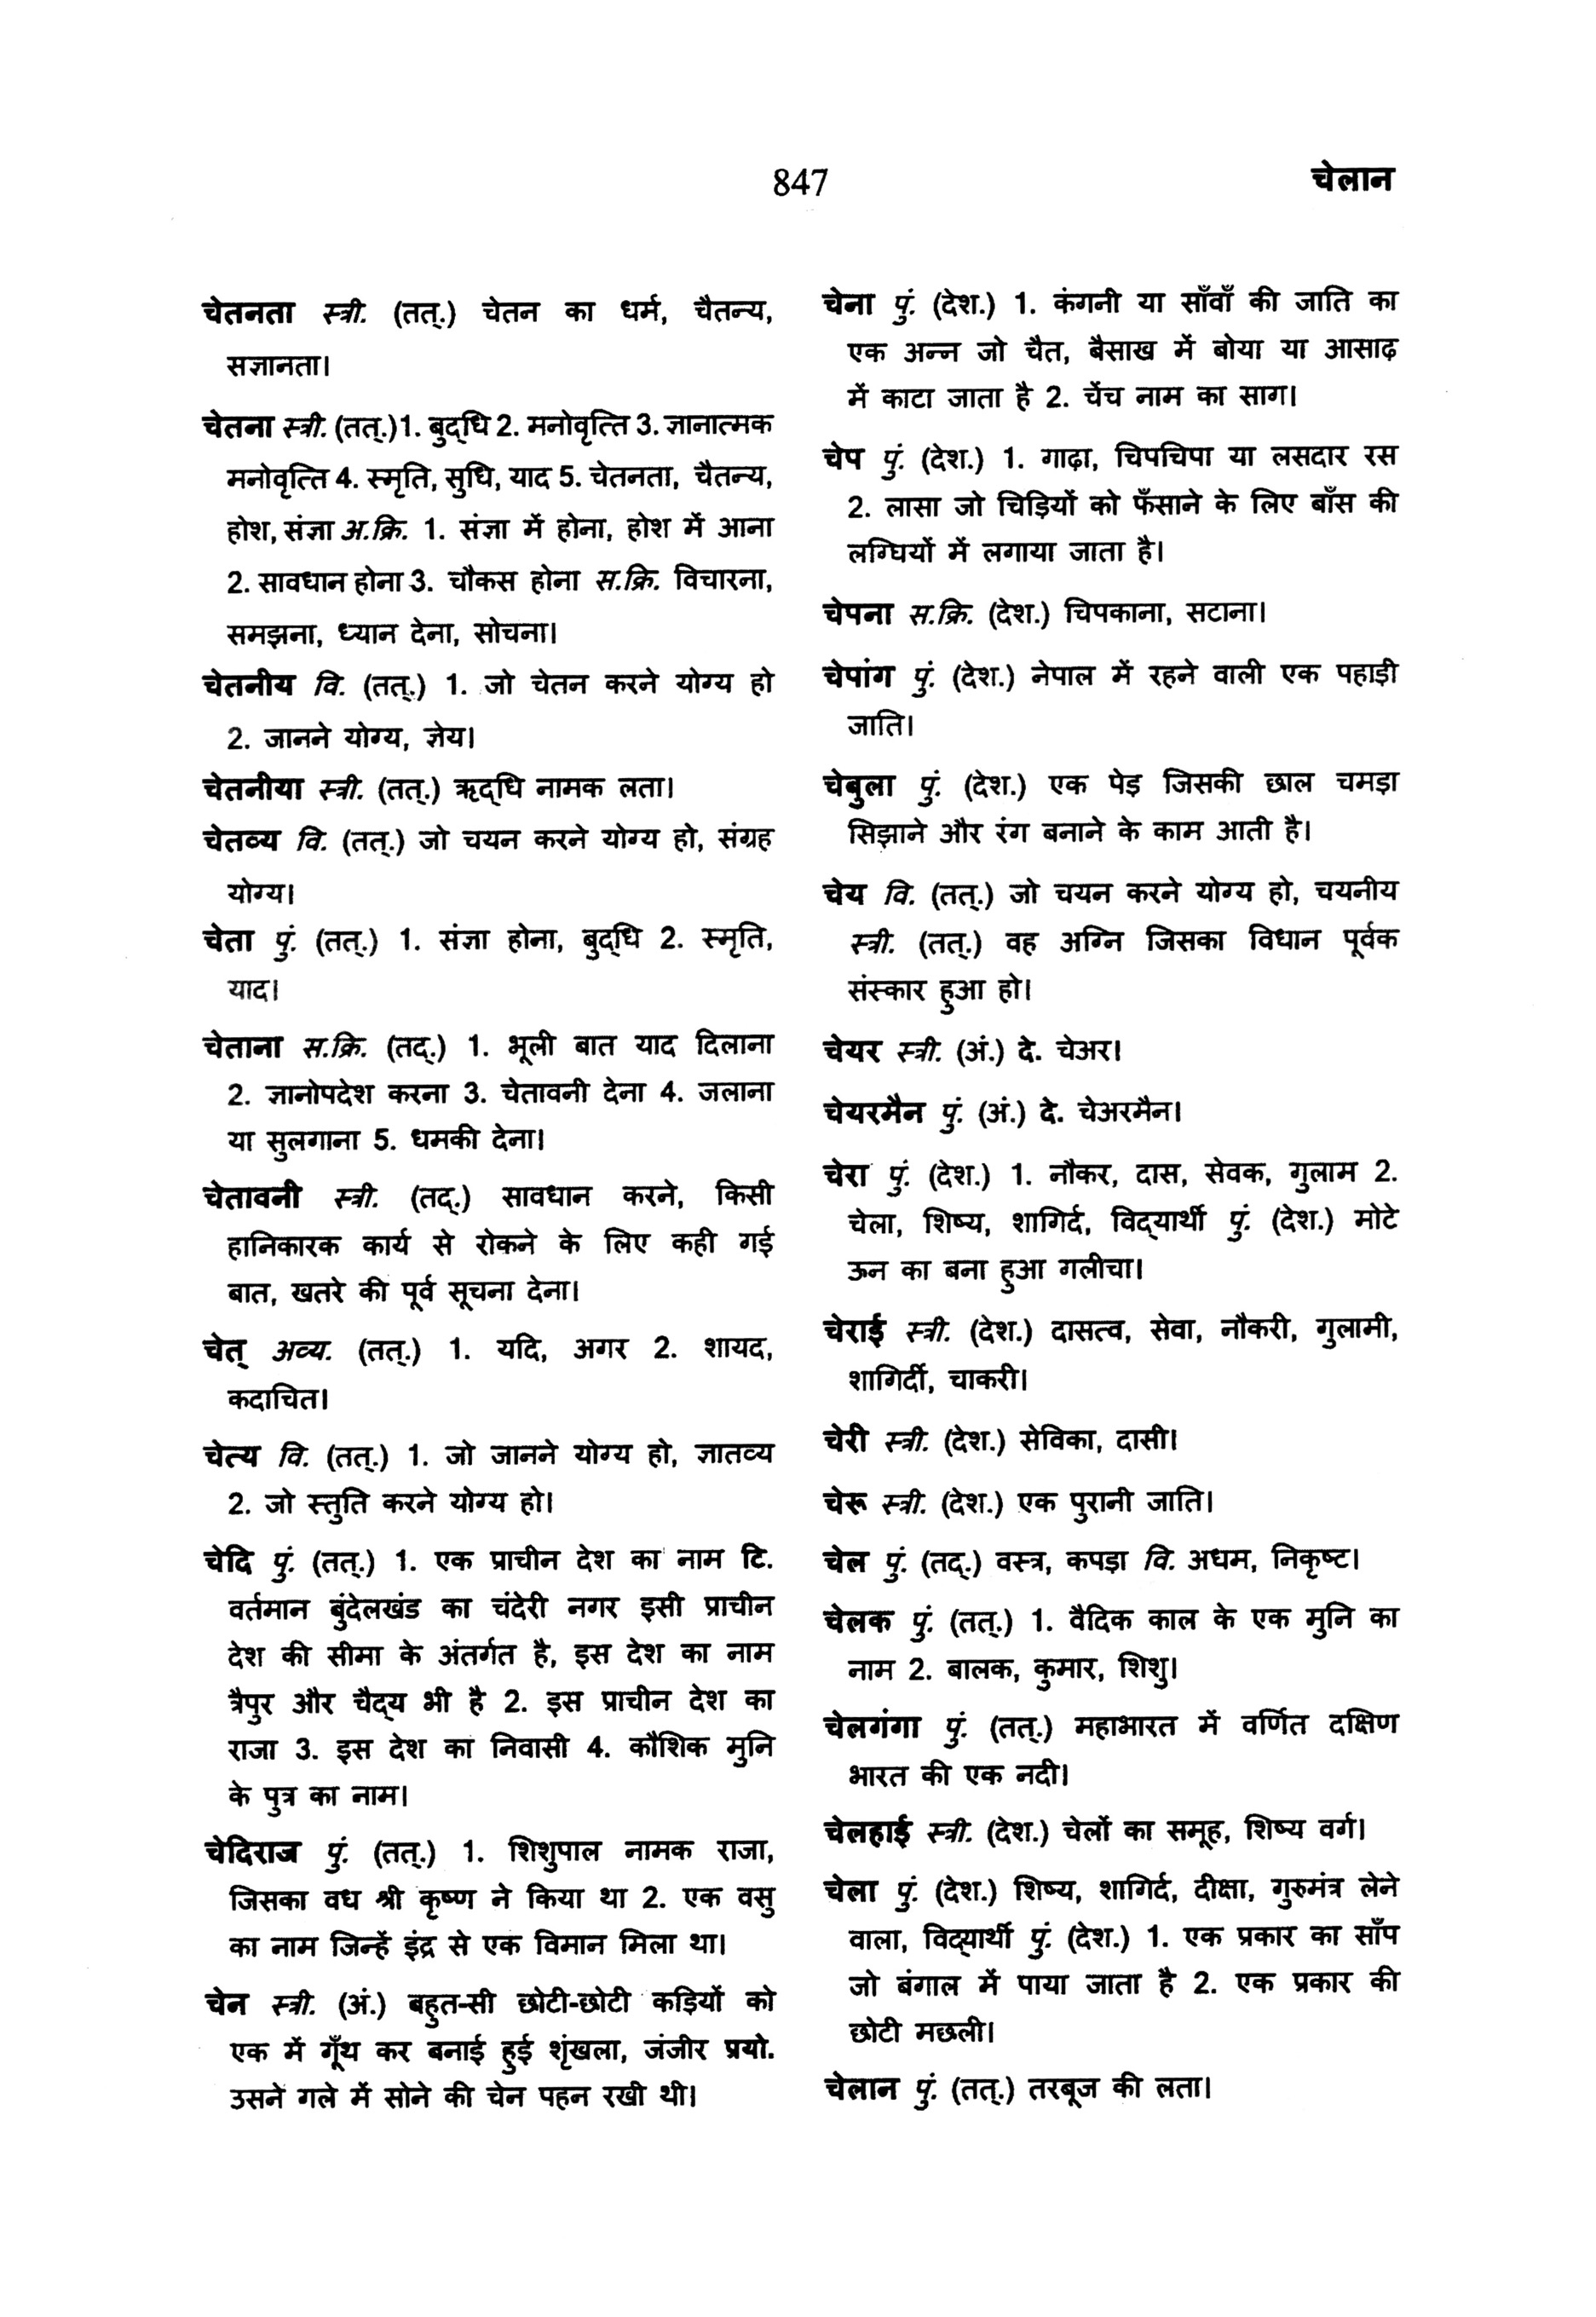 847
चेलान
चेतनता स्त्री. (तत्.) चेतन का धर्म, चैतन्य,
सज्ञानता।
चेतना स्त्री. (तत्.)1. बुद्धि 2. मनोवृत्ति 3. ज्ञानात्मक
मनोवृत्ति 4. स्मृति, सुधि, याद 5. चेतनता, चैतन्य,
होश, संज्ञा अ.क्रि. 1. संज्ञा में होना, होश में आना
2. सावधान होना 3. चौकस होना स.क्रि. विचारना,
समझना, ध्यान देना, सोचना।
चेतनीय वि. (तत्.) 1. जो चेतन करने योग्य हो
2. जानने योग्य, ज्ञेय।
चेतनीया स्त्री. (तत्.) ऋद्धि नामक लता।
चेतव्य वि. (तत्.) जो चयन करने योग्य हो, संग्रह
योग्य।
चेता पुं. (तत्.) 1. संज्ञा होना, बुद्धि 2. स्मृति,
याद।
चेताना स.क्रि. (तद्.) 1. भूली बात याद दिलाना
2. ज्ञानोपदेश करना 3. चेतावनी देना 4. जलाना
या सुलगाना 5. धमकी देना।
चेतावनी स्त्री. (तद्.) सावधान करने, किसी
हानिकारक कार्य से रोकने के लिए कही गई
बात, खतरे की पूर्व सूचना देना।
चेत् अव्य. (तत्.) 1. यदि, अगर 2. शायद,
कदाचित।
चेत्य वि. (तत्.) 1. जो जानने योग्य हो, ज्ञातव्य
2. जो स्तुति करने योग्य हो।
चेदि पुं. (तत्.) 1. एक प्राचीन देश का नाम टि.
वर्तमान बुंदेलखंड का चंदेरी नगर इसी प्राचीन
देश की सीमा के अंतर्गत है, इस देश का नाम
त्रैपुर और चैद्य भी है 2. इस प्राचीन देश का
राजा 3. इस देश का निवासी 4. कौशिक मुनि
के पुत्र का नाम।
चेदिराज पुं. (तत्.) 1. शिशुपाल नामक राजा,
जिसका वध श्री कृष्ण ने किया था 2. एक वसु
का नाम जिन्हें इंद्र से एक विमान मिला था।
चेन स्त्री. (अं.) बहुत-सी छोटी-छोटी कड़ियों को
एक में गूँथ कर बनाई हुई शृंखला, जंजीर प्रयो.
उसने गले में सोने की चेन पहन रखी थी।
चेना पुं. (देश.) 1. कंगनी या साँवाँ की जाति का
एक अन्न जो चैत, बैसाख में बोया या आसाढ़
में काटा जाता है 2. चेंच नाम का साग।
चेप पुं. (देश.) 1. गाढ़ा, चिपचिपा या लसदार रस
2. लासा जो चिड़ियों को फँसाने के लिए बाँस की
लग्घियों में लगाया जाता है।
चेपना स.क्रि. (देश.) चिपकाना, सटाना।
चेपांग पुं. (देश.) नेपाल में रहने वाली एक पहाड़ी
जाति।
चेबुला पुं. (देश.) एक पेड़ जिसकी छाल चमड़ा
सिझाने और रंग बनाने के काम आती है।
चेय वि. (तत्.) जो चयन करने योग्य हो, चयनीय
स्त्री. (तत्.) वह अग्नि जिसका विधान पूर्वक
संस्कार हुआ हो।
चेयर स्त्री. (अं.) दे. चेअर।
चेयरमैन पुं. (अं.) दे. चेअरमैन।
चेरा पुं. (देश.) 1. नौकर, दास, सेवक, गुलाम 2.
चेला, शिष्य, शागिर्द, विद्यार्थी पुं. (देश.) मोटे
ऊन का बना हुआ गलीचा।
चेराई स्त्री. (देश.) दासत्व, सेवा, नौकरी, गुलामी,
शागिर्दी, चाकरी।
चेरी स्त्री. (देश.) सेविका, दासी।
चेरू स्त्री. (देश.) एक पुरानी जाति।
चेल पुं. (तद्.) वस्त्र, कपड़ा वि. अधम, निकृष्ट।
चेलक पुं. (तत्.) 1. वैदिक काल के एक मुनि का
नाम 2. बालक, कुमार, शिशु।
चेलगंगा पुं. (तत्.) महाभारत में वर्णित दक्षिण
भारत की एक नदी।
चेलहाई स्त्री. (देश.) चेलों का समूह, शिष्य वर्ग।
चेला पुं. (देश.) शिष्य, शागिर्द, दीक्षा, गुरुमंत्र लेने
वाला, विद्यार्थी पुं. (देश.) 1. एक प्रकार का साँप
जो बंगाल में पाया जाता है 2. एक प्रकार की
छोटी मछली।
चेलान पुं. (तत्.) तरबूज की लता।